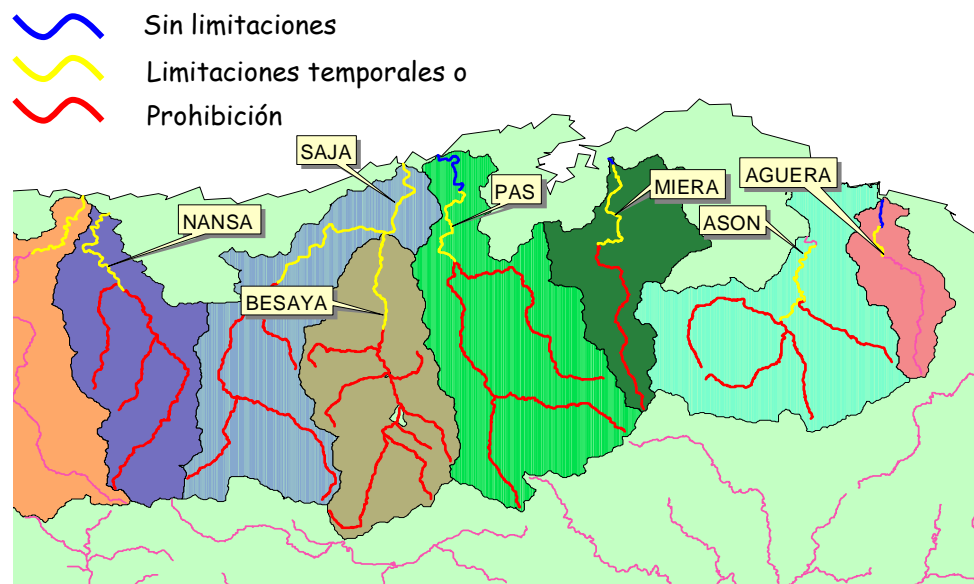 Sin limitaciones
Limitaciones temporales o
Prohibición
SAJA
NANSA
PAS
MIERA
AGUERA
ASON
BESAYA